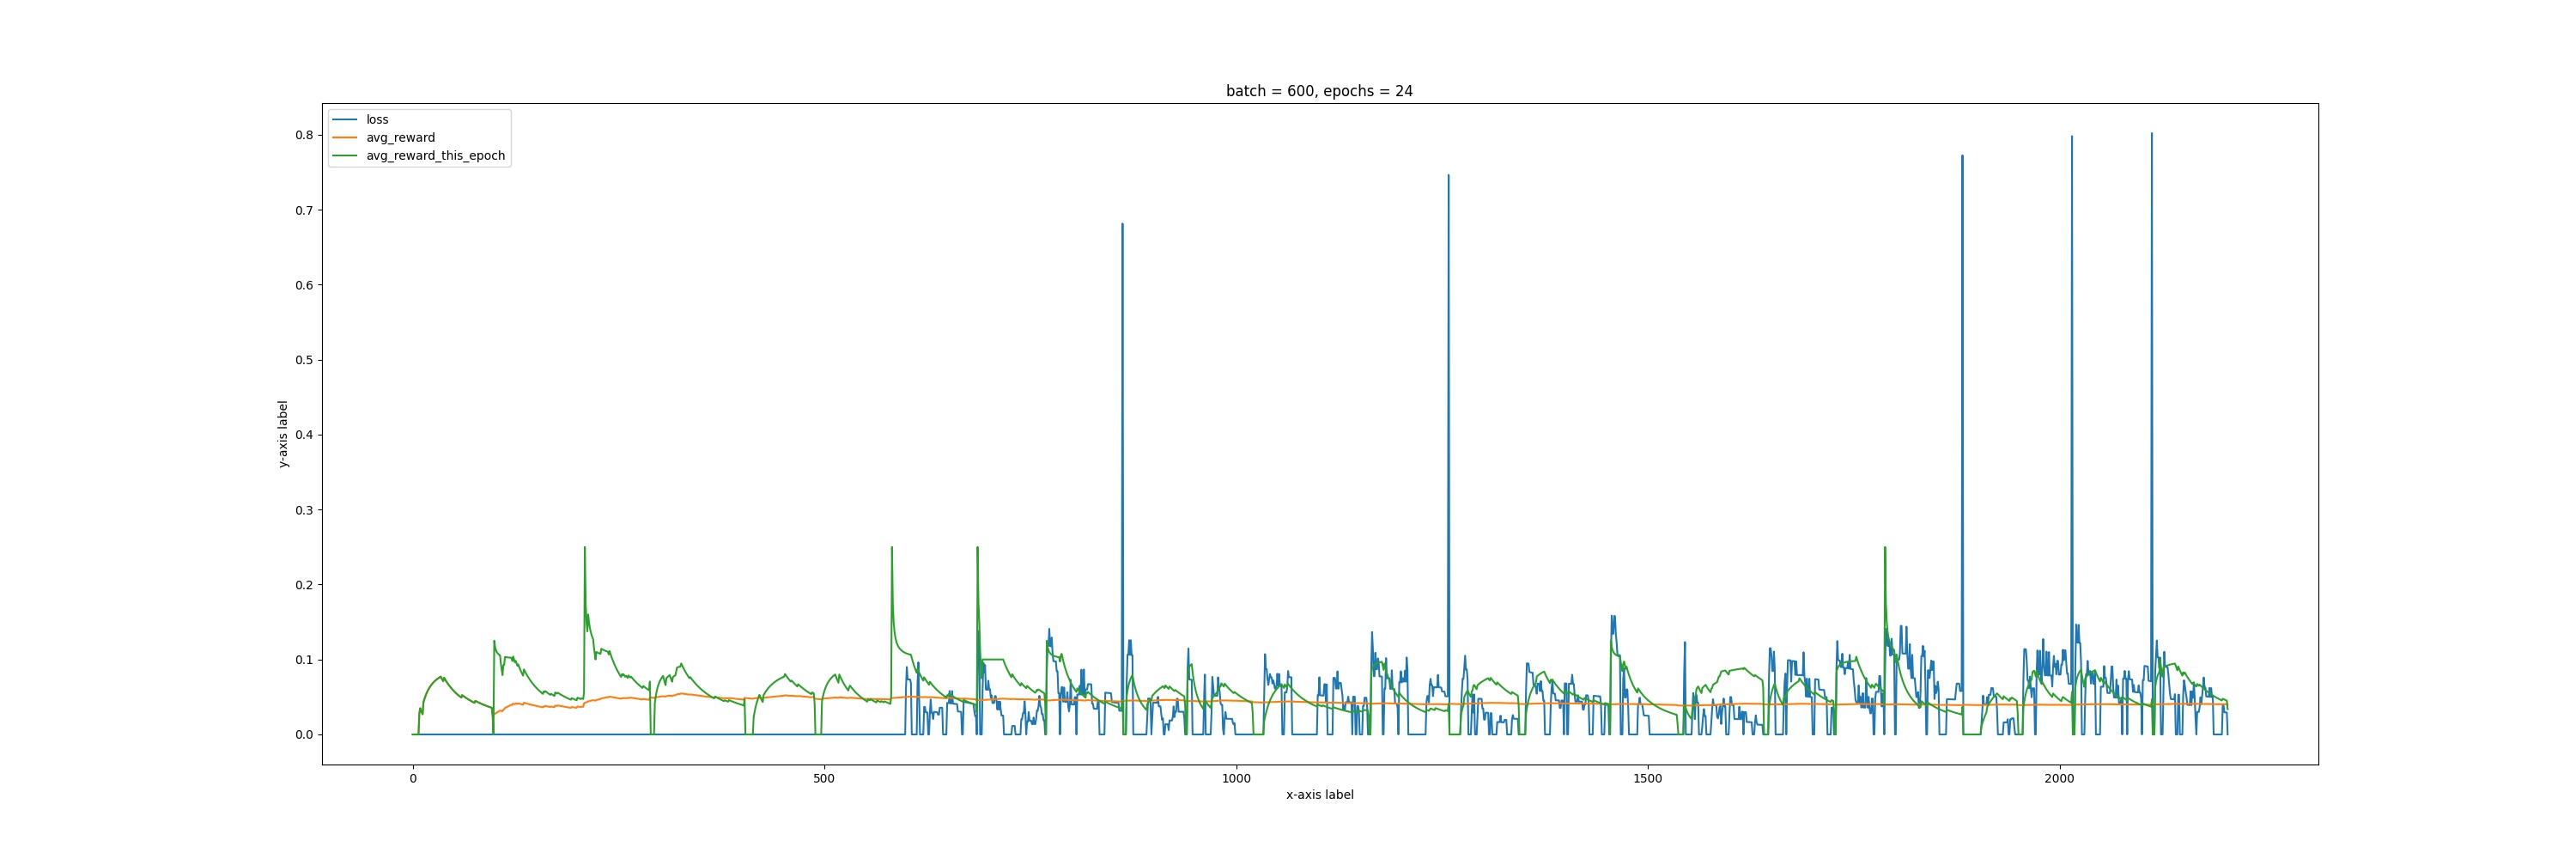 batch = 600, epochs = 24
loss
avg_reward
avg_reward_this_epoch
0.8
0.7
0.6
0.5
0.4
0.3
0.2
0.1
0.0
y-axis label
0
500
1000
1500
2000
x-axis label